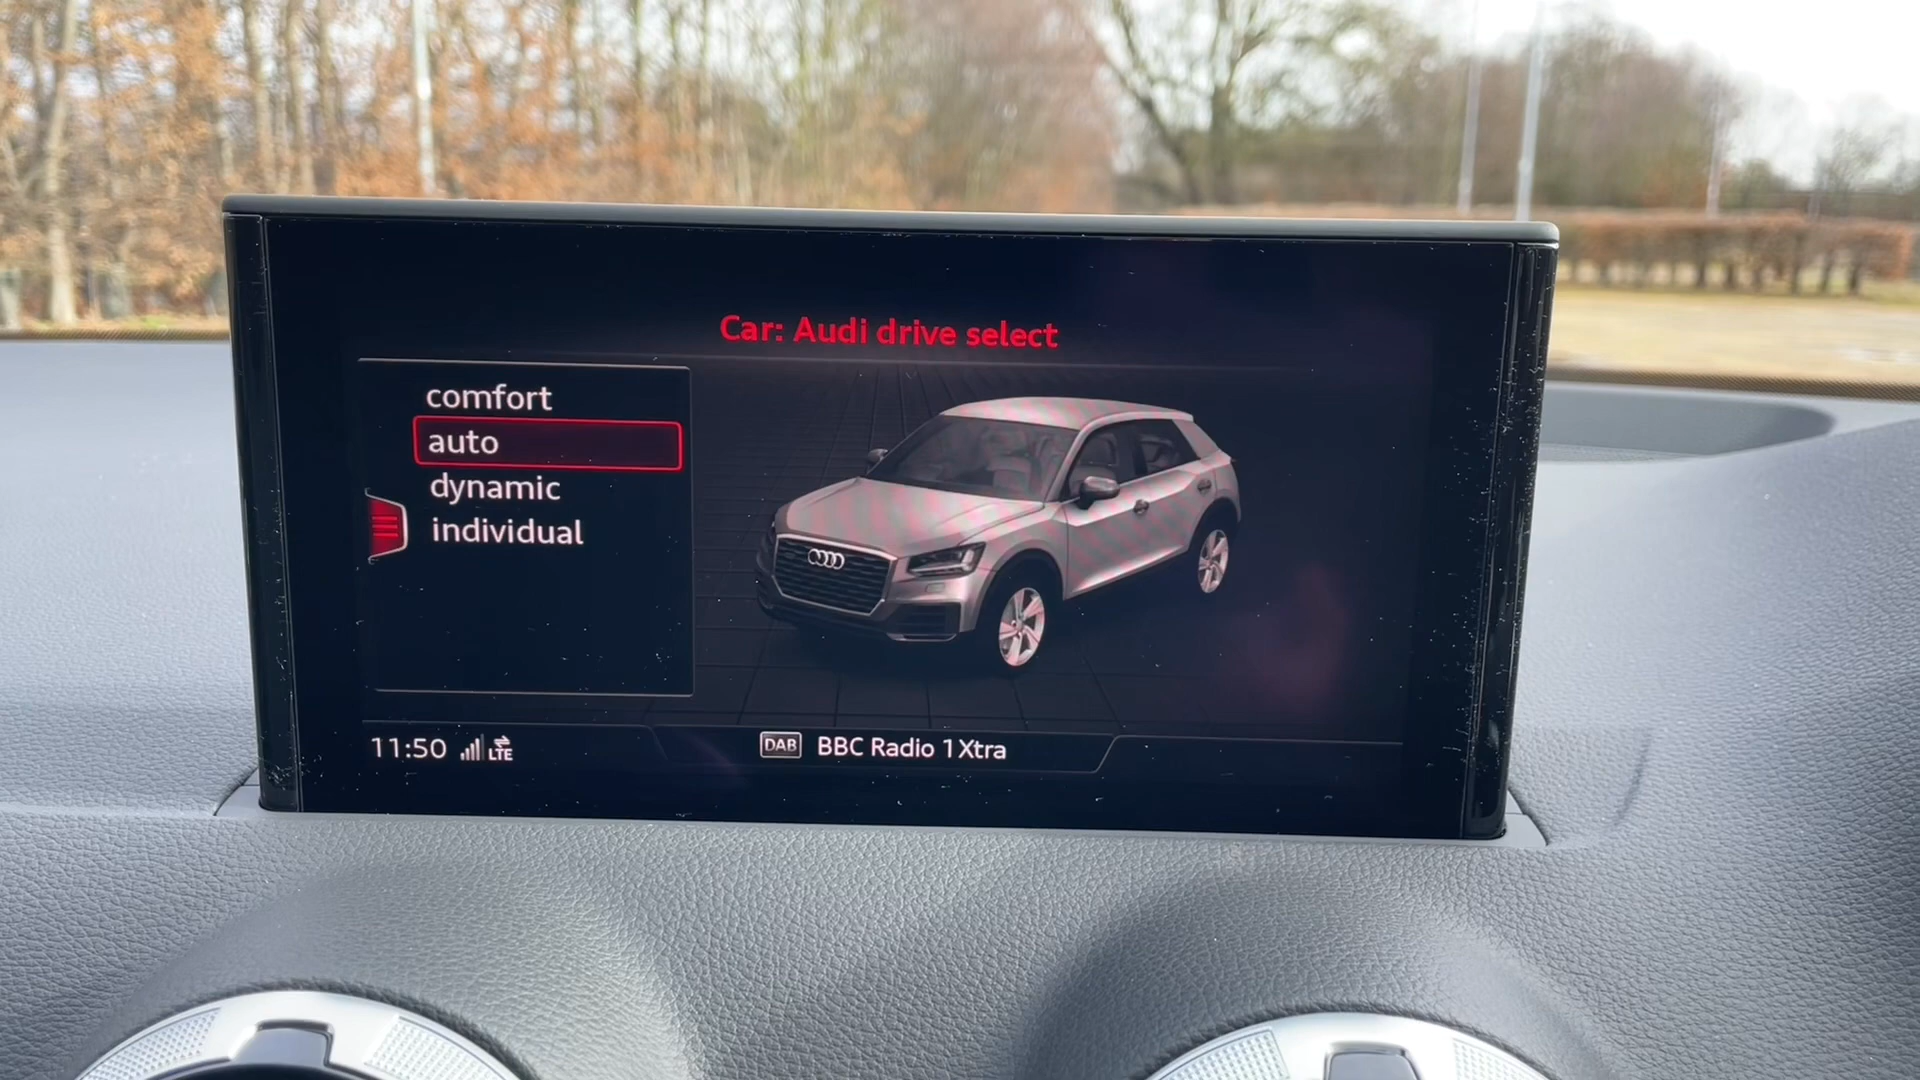 Car: Audi drive select
comfort
auto
dynamic
individual
11:50 LTE
DAB BBC Radio 1Xtra